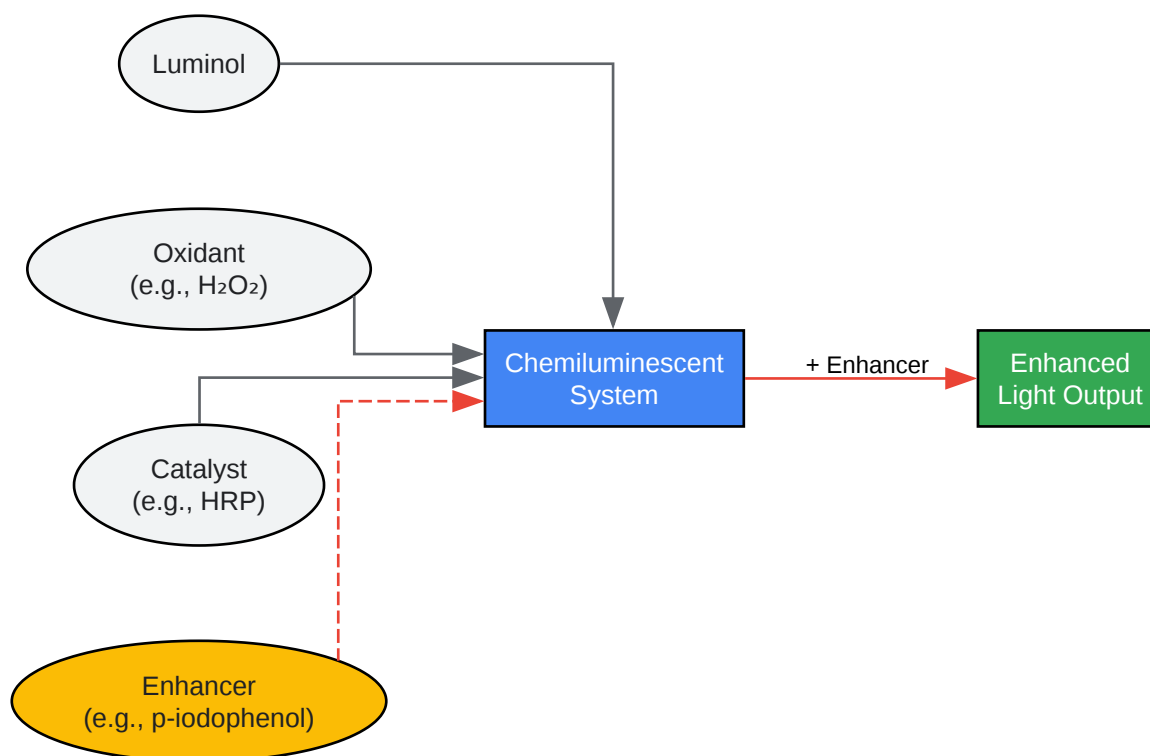 Luminol
Oxidant
(e.g., H₂O₂)
Chemiluminescent
System
+ Enhancer
Enhanced
Light Output
Catalyst
(e.g., HRP)
Enhancer
(e.g., p-iodophenol)